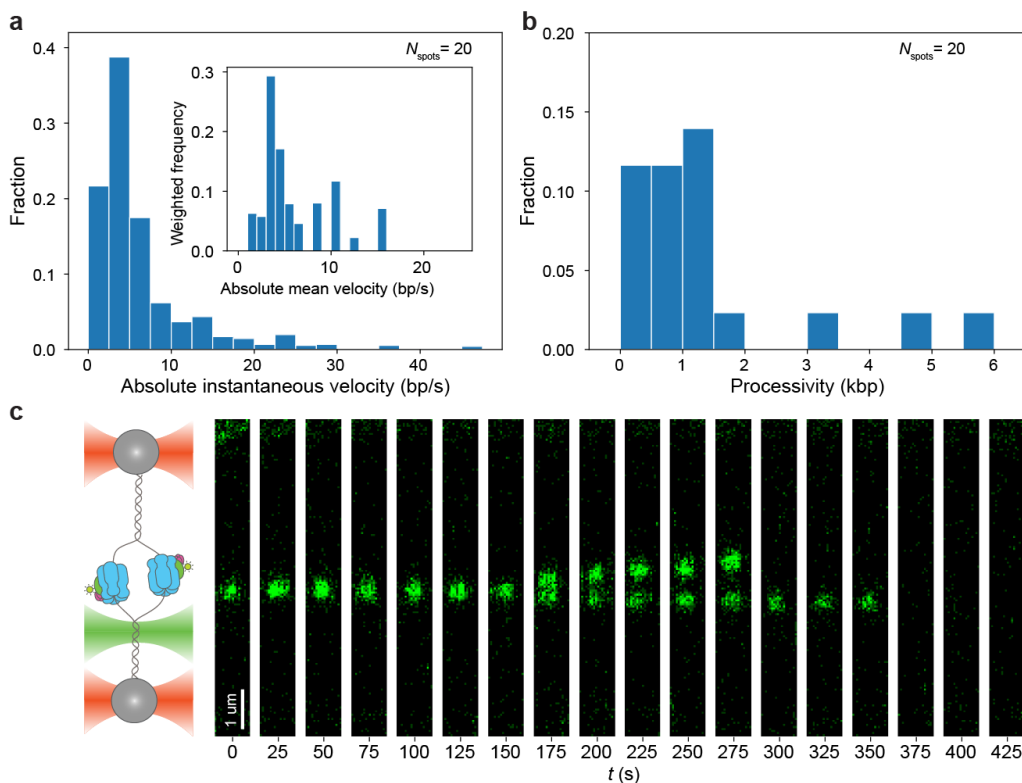 a
N_spots = 20
Fraction
0.4
0.3
0.2
0.1
0.0
0 10 20 30 40
Absolute instantaneous velocity (bp/s)
Weighted frequency
0.3
0.2
0.1
0.0
0 10 20
Absolute mean velocity (bp/s)
b
N_spots = 20
Fraction
0.20
0.15
0.10
0.05
0.00
0 1 2 3 4 5 6
Processivity (kbp)
c
1 um
0 25 50 75 100 125 150 175 200 225 250 275 300 325 350 375 400 425
t (s)